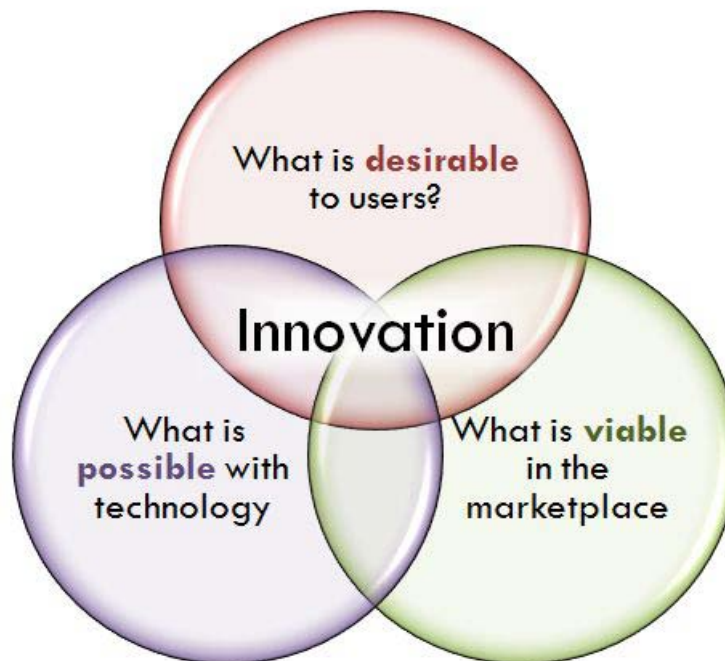 What is desirable
to users?
Innovation
What is
possible with
technology
What is viable
in the
marketplace